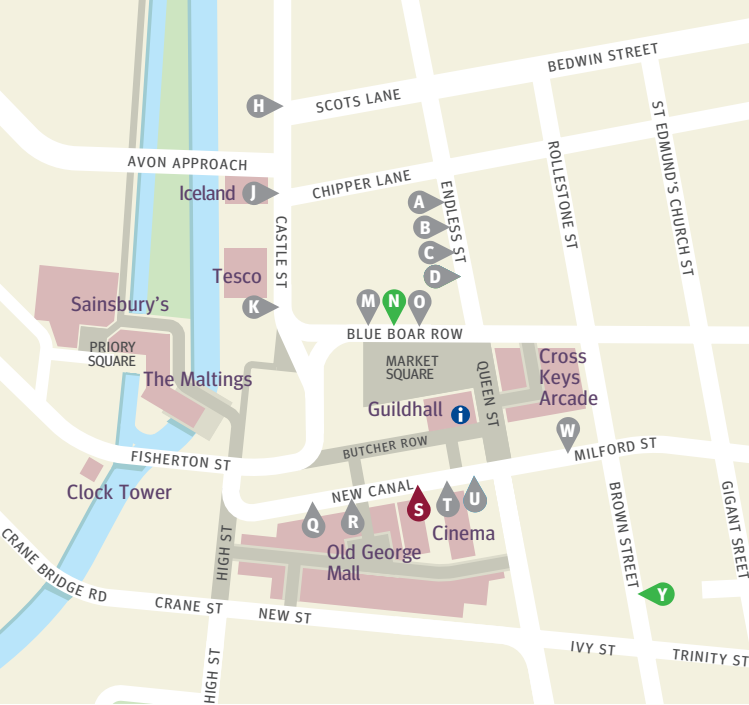 BEDWIN STREET
SCOTS LANE
H
ST EDMUND'S CHURCH ST
AVON APPROACH
ROLLESTONE ST
Iceland
J
CHIPPER LANE
ENDLESS ST
A
B
C
D
CASTLE ST
Tesco
K
M
N
O
Sainsbury's
BLUE BOAR ROW
PRIORY
SQUARE
MARKET
SQUARE
QUEEN ST
Cross
Keys
Arcade
The Maltings
Guildhall
i
W
BUTCHER ROW
MILFORD ST
FISHERTON ST
Clock Tower
NEW CANAL
Q
R
S
T
U
Cinema
Old George
Mall
HIGH ST
BROWN STREET
GIGANT SREET
CRANE BRIDGE RD
CRANE ST
NEW ST
Y
IVY ST
TRINITY ST
HIGH ST